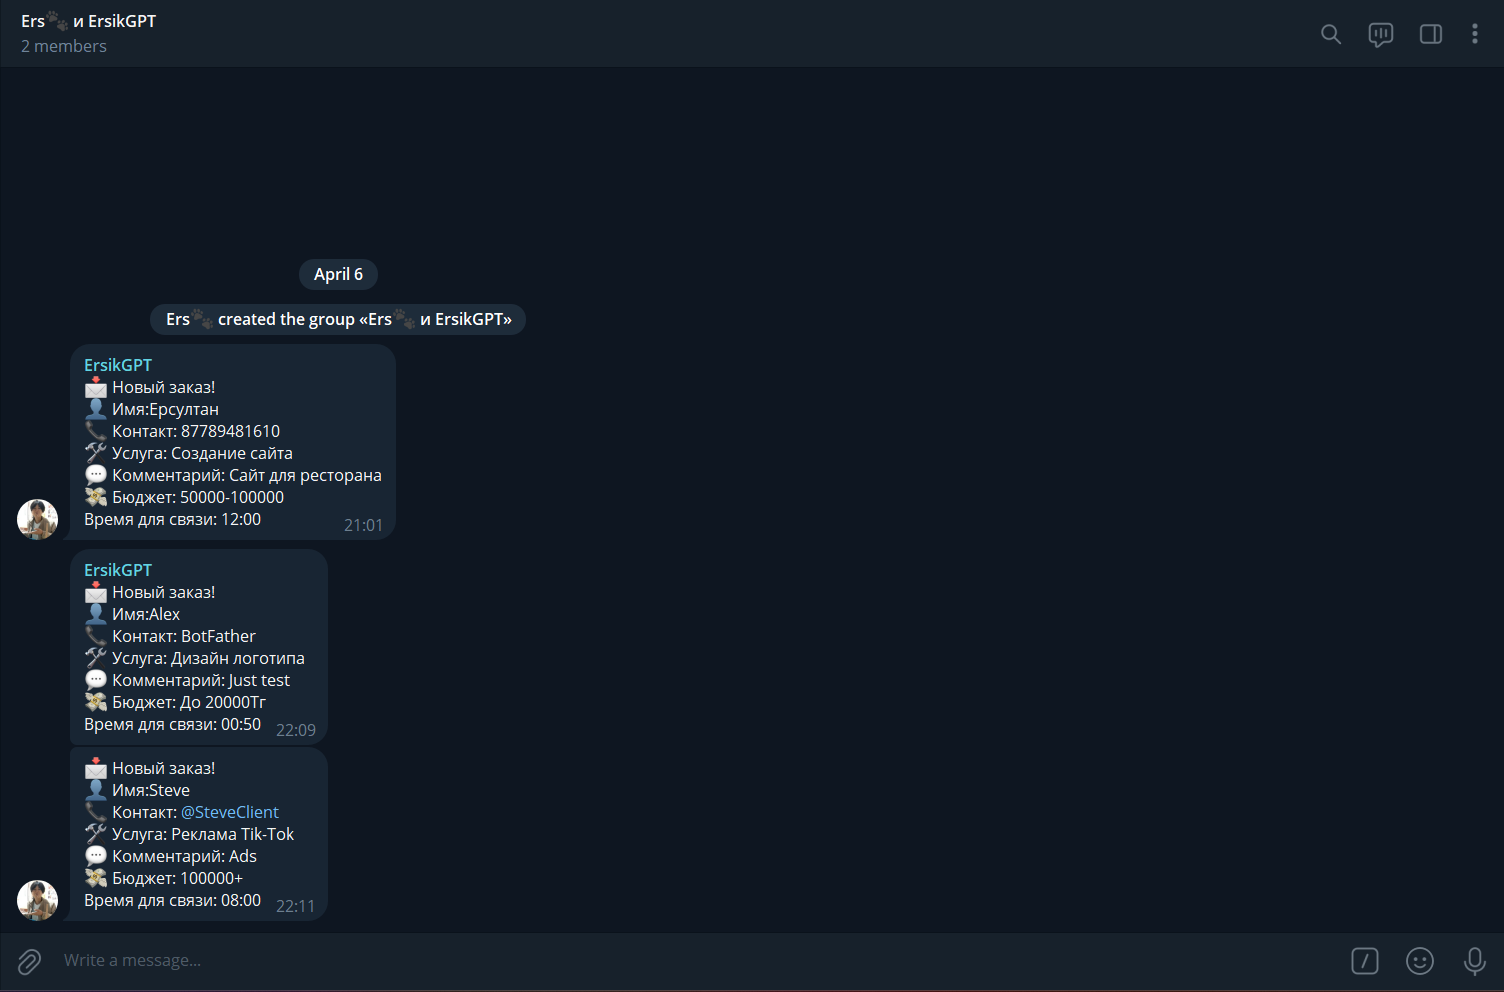 Ers🐾 и ErsikGPT
2 members
April 6
Ers🐾 created the group «Ers🐾 и ErsikGPT»
ErsikGPT
📩 Новый заказ!
👤 Имя:Ерсултан
📞 Контакт: 87789481610
🛠 Услуга: Создание сайта
💬 Комментарий: Сайт для ресторана
💸 Бюджет: 50000-100000
Время для связи: 12:00 21:01
ErsikGPT
📩 Новый заказ!
👤 Имя:Alex
📞 Контакт: BotFather
🛠 Услуга: Дизайн логотипа
💬 Комментарий: Just test
💸 Бюджет: До 20000Тг
Время для связи: 00:50 22:09
📩 Новый заказ!
👤 Имя:Steve
📞 Контакт: @SteveClient
🛠 Услуга: Реклама Tik-Tok
💬 Комментарий: Ads
💸 Бюджет: 100000+
Время для связи: 08:00 22:11
Write a message...